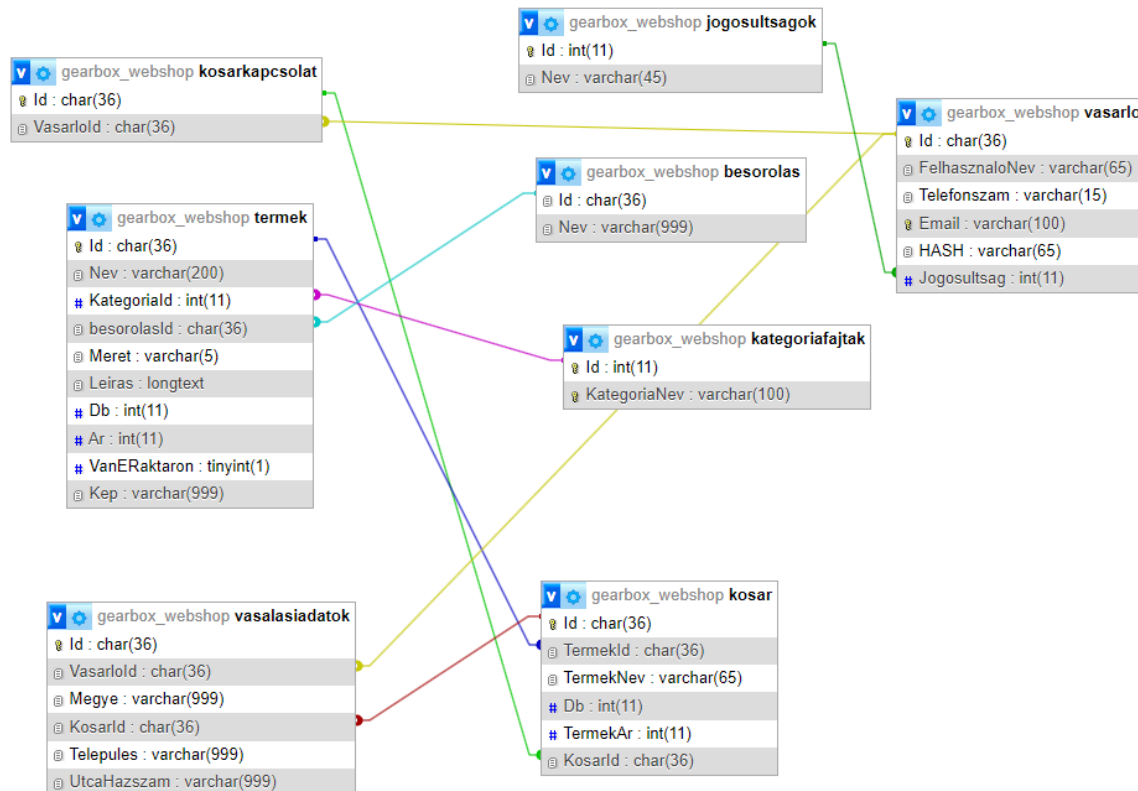 gearbox_webshop jogosultsagok
Id : int(11)
Nev : varchar(45)
gearbox_webshop kosarkapcsolat
Id : char(36)
VasarloId : char(36)
gearbox_webshop vasarlo
Id : char(36)
FelhasznaloNev : varchar(65)
Telefonszam : varchar(15)
Email : varchar(100)
HASH : varchar(65)
Jogosultsag : int(11)
gearbox_webshop besorolas
Id : char(36)
Nev : varchar(999)
gearbox_webshop termek
Id : char(36)
Nev : varchar(200)
KategoriaId : int(11)
besorolasId : char(36)
Meret : varchar(5)
Leiras : longtext
Db : int(11)
Ar : int(11)
VanERaktaron : tinyint(1)
Kep : varchar(999)
gearbox_webshop kategoriafajtak
Id : int(11)
KategoriaNev : varchar(100)
gearbox_webshop vasalasiadatok
Id : char(36)
VasarloId : char(36)
Megye : varchar(999)
KosarId : char(36)
Telepules : varchar(999)
UtcaHazszam : varchar(999)
gearbox_webshop kosar
Id : char(36)
TermekId : char(36)
TermekNev : varchar(65)
Db : int(11)
TermekAr : int(11)
KosarId : char(36)